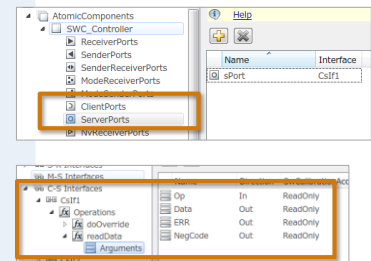 AtomicComponents
SWC_Controller
ReceiverPorts
SenderPorts
SenderReceiverPorts
ModeReceiverPorts
ModeSenderPorts
ClientPorts
ServerPorts
NvReceiverPorts
Help
Name Interface
sPort CsIf1
M-S Interfaces
C-S Interfaces
CsIf1
Operations
doOverride
readData
Arguments
Name Direction
Op In ReadOnly
Data Out ReadOnly
ERR Out ReadOnly
NegCode Out ReadOnly